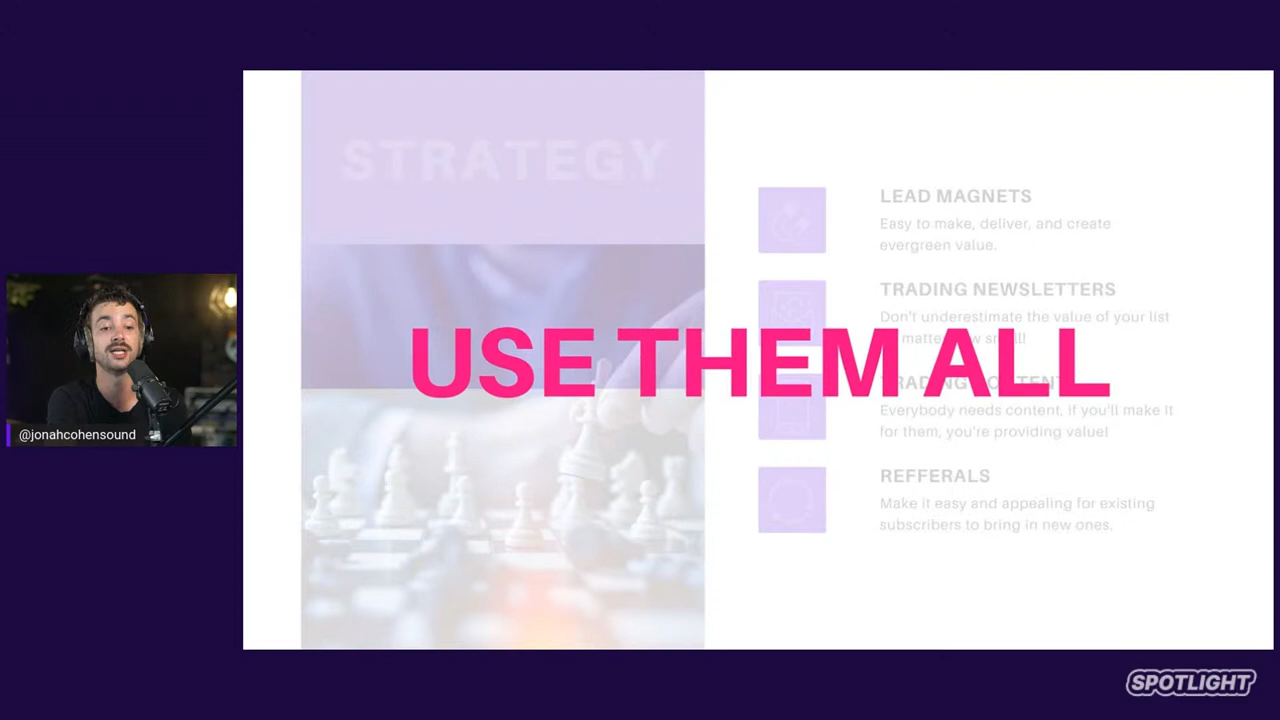 STRATEGY
LEAD MAGNETS
Easy to make, deliver, and create
evergreen value.
TRADING NEWSLETTERS
Don't underestimate the value of your list
matter
USE THEM ALL
Everybody needs content, if you'll make it
for them, you're providing value!
REFFERALS
Make it easy and appealing for existing
subscribers to bring in new ones.
@jonahcohensound
SPOTLIGHT